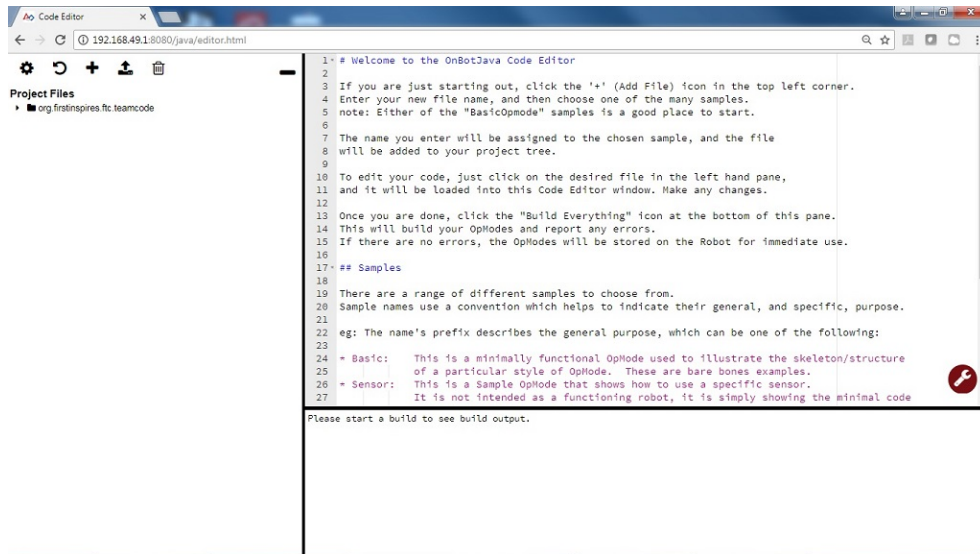 Code Editor
192.168.49.1:8080/java/editor.html
Project Files
org.firstinspires.ftc.teamcode
1 # Welcome to the OnBotJava Code Editor
2
3 If you are just starting out, click the '+' (Add File) icon in the top left corner.
4 Enter your new file name, and then choose one of the many samples.
5 note: Either of the "BasicOpmode" samples is a good place to start.
6
7 The name you enter will be assigned to the chosen sample, and the file
8 will be added to your project tree.
9
10 To edit your code, just click on the desired file in the left hand pane,
11 and it will be loaded into this Code Editor window. Make any changes.
12
13 Once you are done, click the "Build Everything" icon at the bottom of this pane.
14 This will build your OpModes and report any errors.
15 If there are no errors, the OpModes will be stored on the Robot for immediate use.
16
17 ## Samples
18
19 There are a range of different samples to choose from.
20 Sample names use a convention which helps to indicate their general, and specific, purpose.
21
22 eg: The name's prefix describes the general purpose, which can be one of the following:
23
24 * Basic: This is a minimally functional OpMode used to illustrate the skeleton/structure
25 of a particular style of OpMode. These are bare bones examples.
26 * Sensor: This is a Sample OpMode that shows how to use a specific sensor.
27 It is not intended as a functioning robot, it is simply showing the minimal code
Please start a build to see build output.